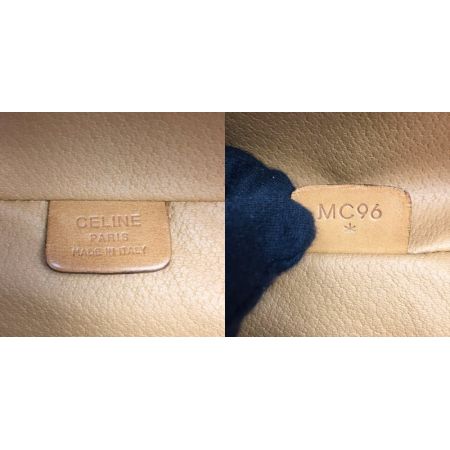 CELINE
PARIS
MADE IN ITALY
MC96
*